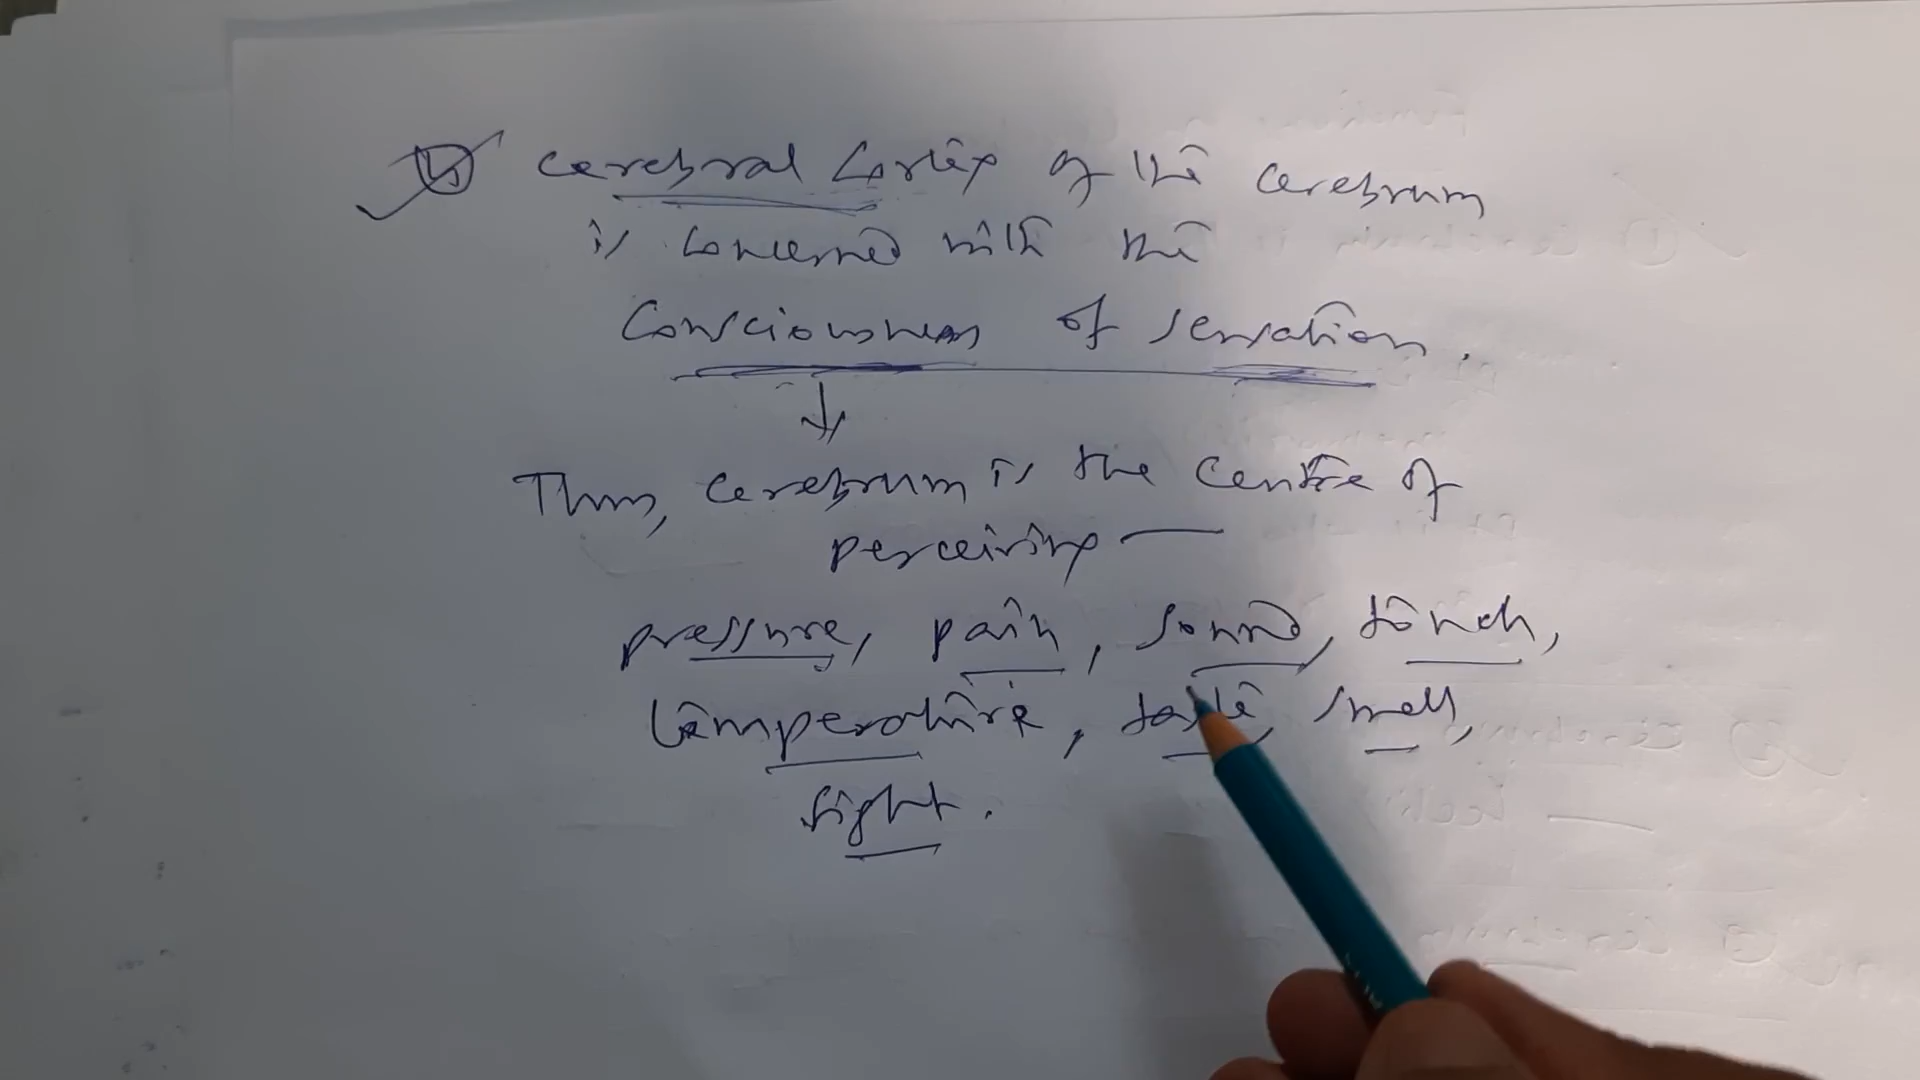 Cerebral Cortex of the cerebrum
is concerned with the
Consciousness of sensation.
Thus, cerebrum is the centre of
perceiving —
pressure, pain, sound, touch,
temperature, taste, smell,
sight.